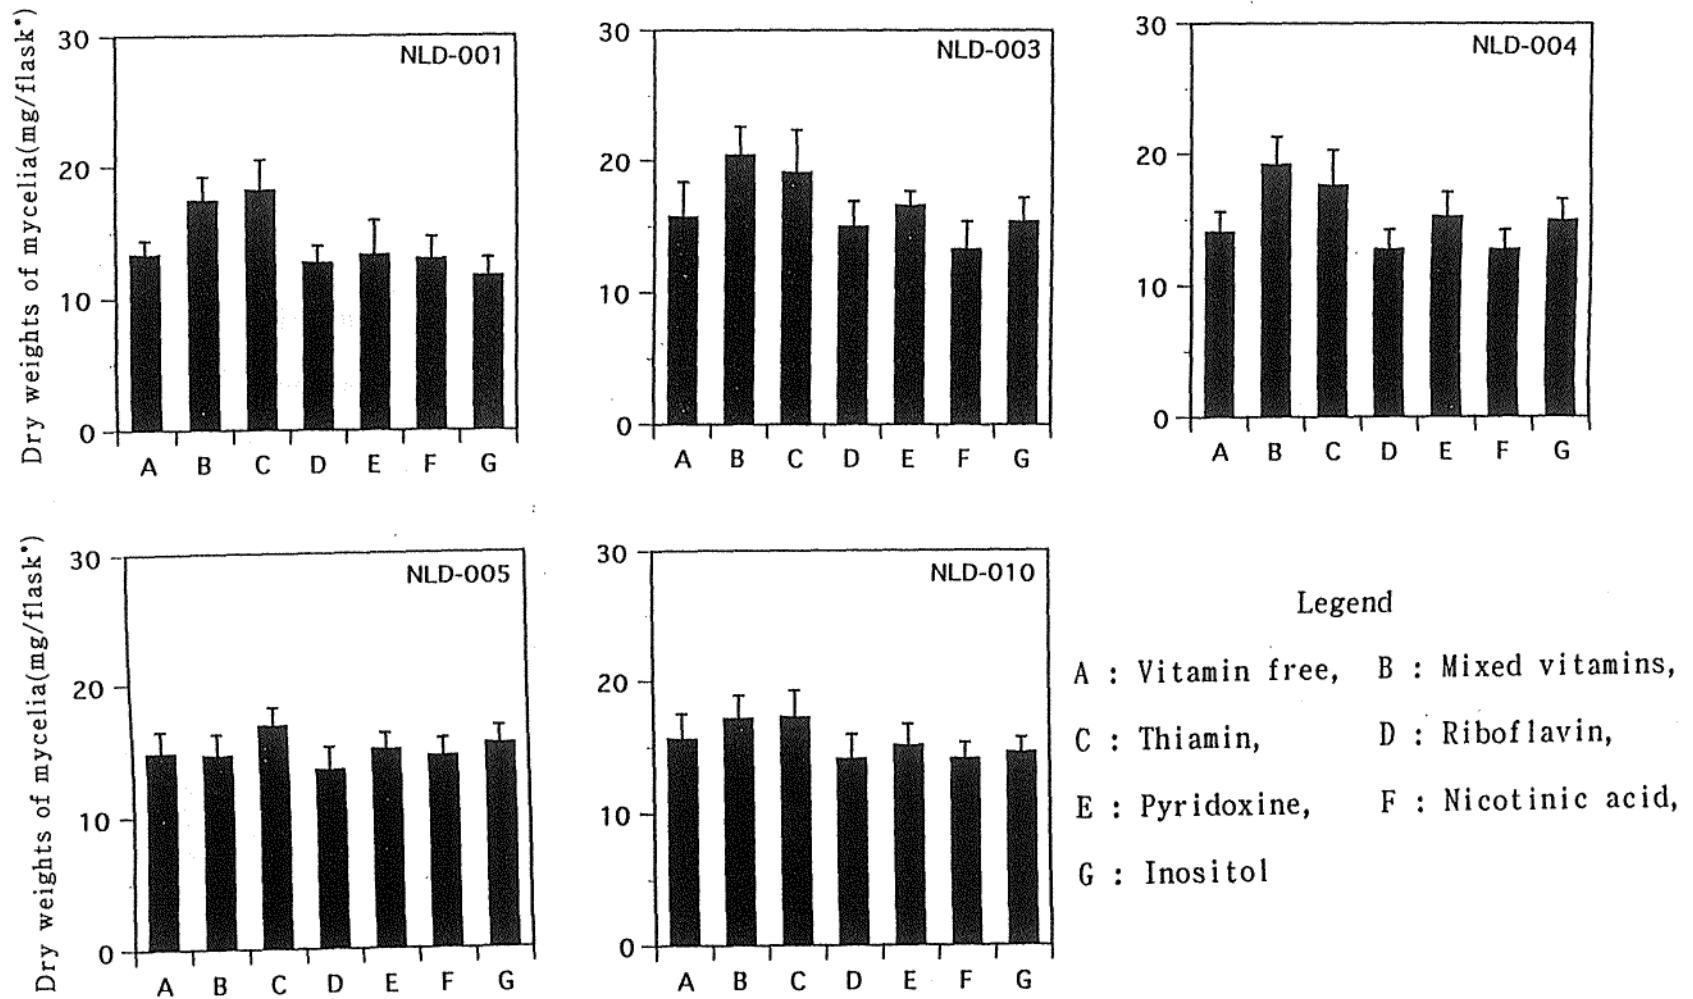 Dry weights of mycelia(mg/flask*)
30
20
10
0
NLD-001
A B C D E F G
30
20
10
0
NLD-003
A B C D E F G
30
20
10
0
NLD-004
A B C D E F G
Dry weights of mycelia(mg/flask*)
30
20
10
0
NLD-005
A B C D E F G
30
20
10
0
NLD-010
A B C D E F G
Legend
A : Vitamin free, B : Mixed vitamins,
C : Thiamin, D : Riboflavin,
E : Pyridoxine, F : Nicotinic acid,
G : Inositol